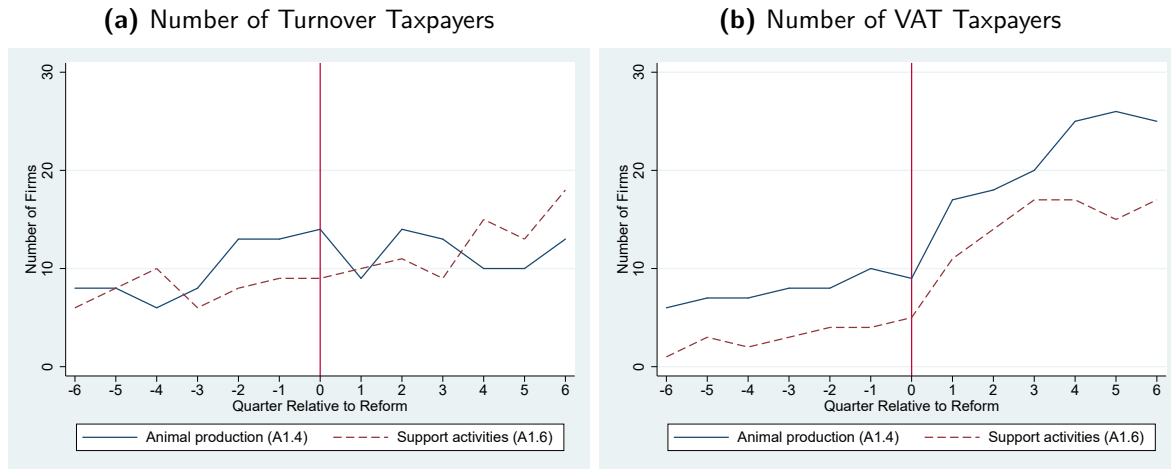 (a) Number of Turnover Taxpayers
30
20
10
0
Number of Firms
-6 -5 -4 -3 -2 -1 0 1 2 3 4 5 6
Quarter Relative to Reform
Animal production (A1.4) Support activities (A1.6)
(b) Number of VAT Taxpayers
30
20
10
0
Number of Firms
-6 -5 -4 -3 -2 -1 0 1 2 3 4 5 6
Quarter Relative to Reform
Animal production (A1.4) Support activities (A1.6)